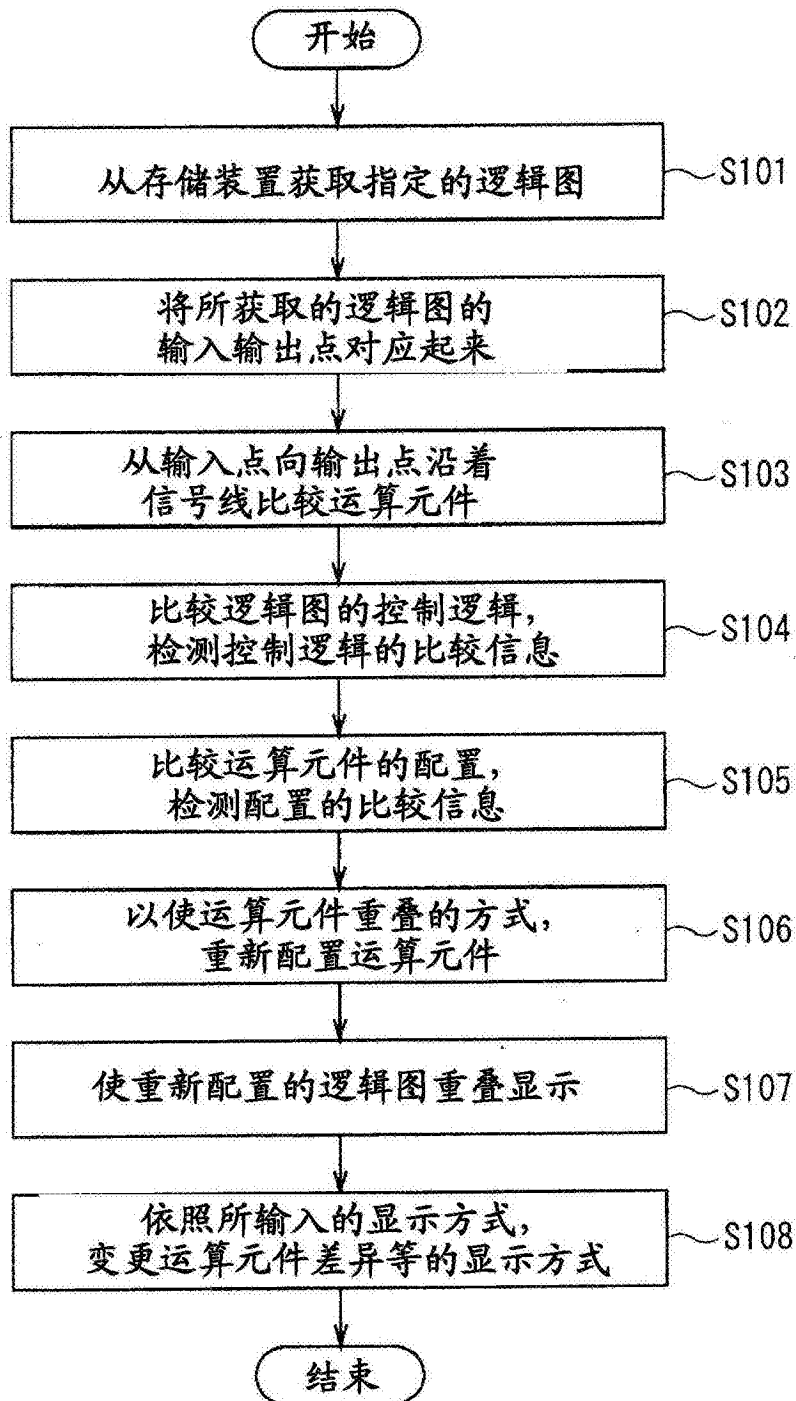 开始
从存储装置获取指定的逻辑图
S101
将所获取的逻辑图的
输入输出点对应起来
S102
从输入点向输出点沿着
信号线比较运算元件
S103
比较逻辑图的控制逻辑，
检测控制逻辑的比较信息
S104
比较运算元件的配置，
检测配置的比较信息
S105
以使运算元件重叠的方式，
重新配置运算元件
S106
使重新配置的逻辑图重叠显示
S107
依照所输入的显示方式，
变更运算元件差异等的显示方式
S108
结束